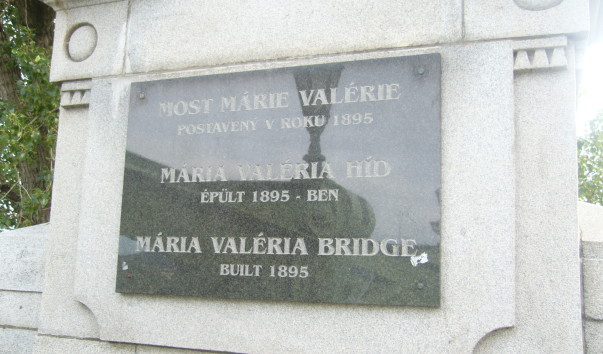 MOST MÁRIE VALÉRIE
POSTAVENÝ V ROKU 1895
MÁRIA VALÉRIA HÍD
ÉPÜLT 1895 - BEN
MÁRIA VALÉRIA BRIDGE
BUILT 1895